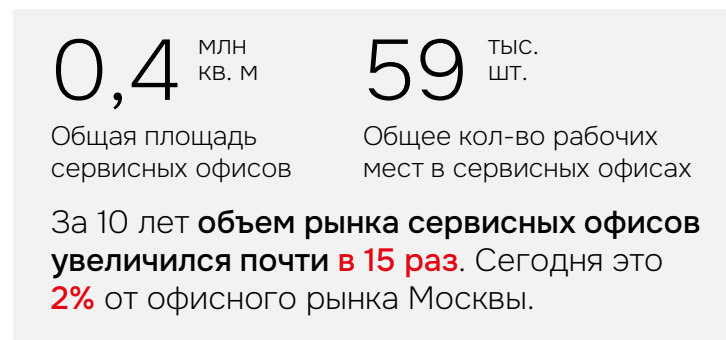 0,4 млн
кв. м
59 тыс.
шт.
Общая площадь
сервисных офисов
Общее кол-во рабочих
мест в сервисных офисах
За 10 лет объем рынка сервисных офисов
увеличился почти в 15 раз. Сегодня это
2% от офисного рынка Москвы.